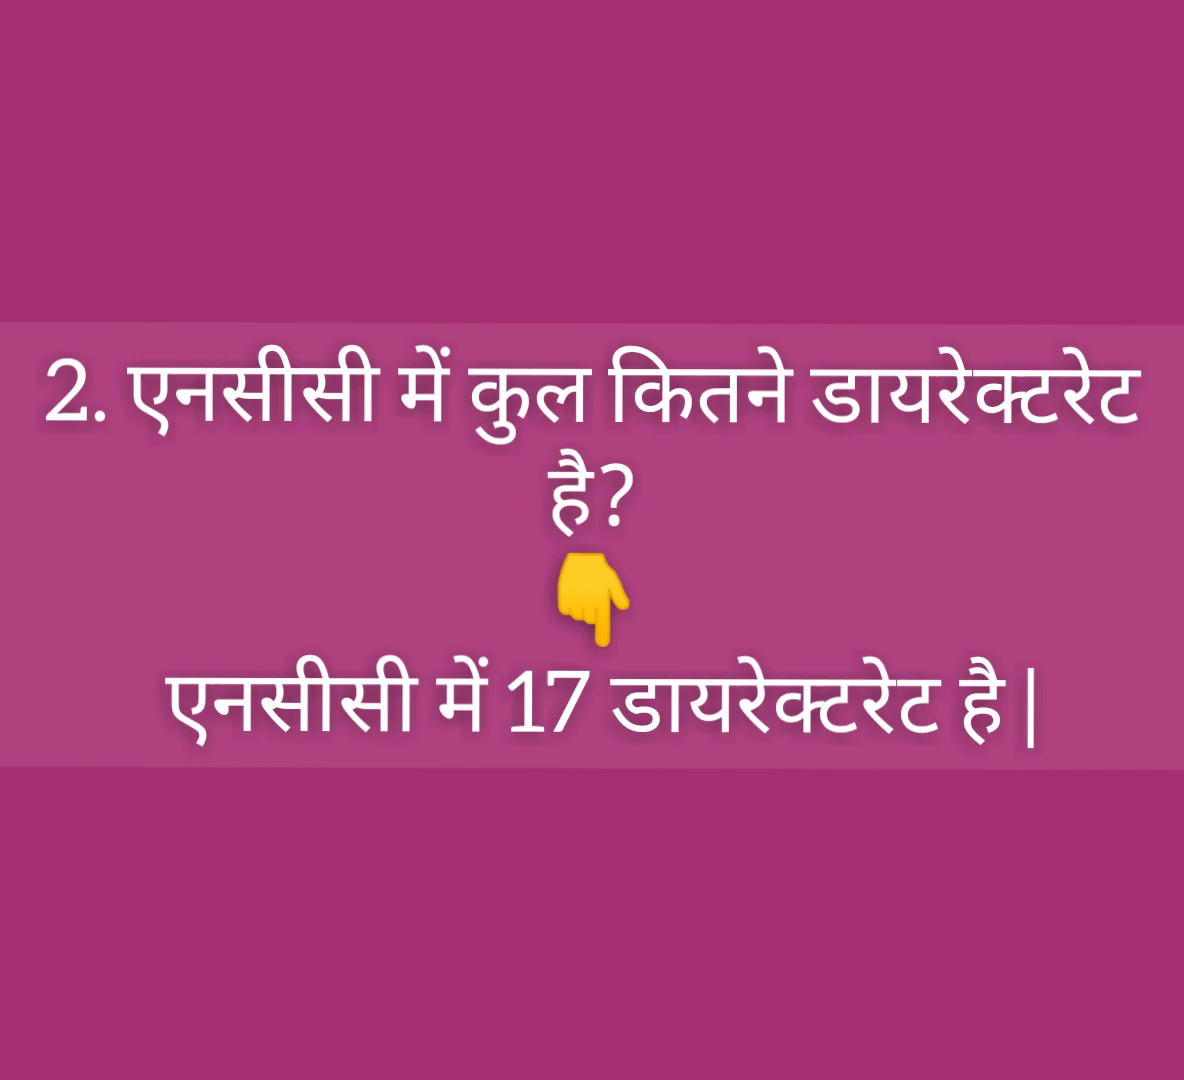 2. एनसीसी में कुल कितने डायरेक्टरेट
है?
👇
एनसीसी में 17 डायरेक्टरेट है |